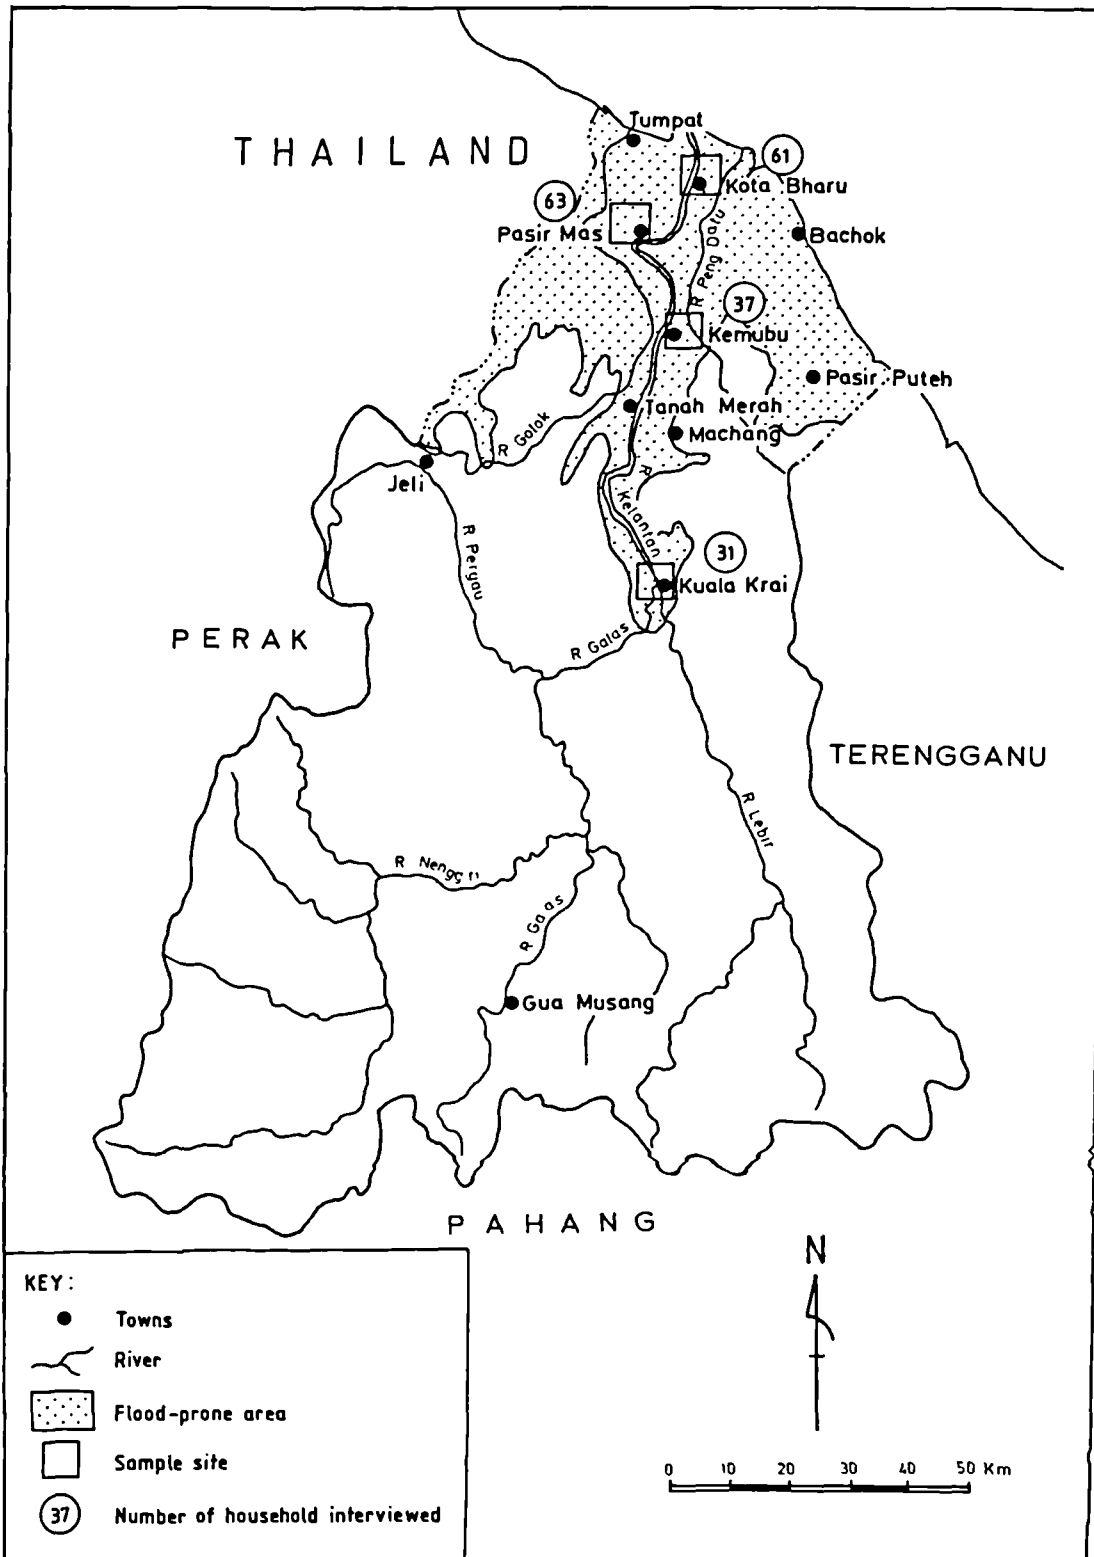 THAILAND
Tumpat
61
Kota Bharu
63
Pasir Mas
Bachok
R Peng Datu
37
Kemubu
Pasir Puteh
Tanah Merah
Machang
R Golok
Jeli
R Kelantan
R Pergau
31
Kuala Krai
PERAK
R Galas
TERENGGANU
R Lebir
R Nenggiri
R Galas
Gua Musang
PAHANG
N
KEY:
Towns
River
Flood-prone area
Sample site
37 Number of household interviewed
0 10 20 30 40 50 Km